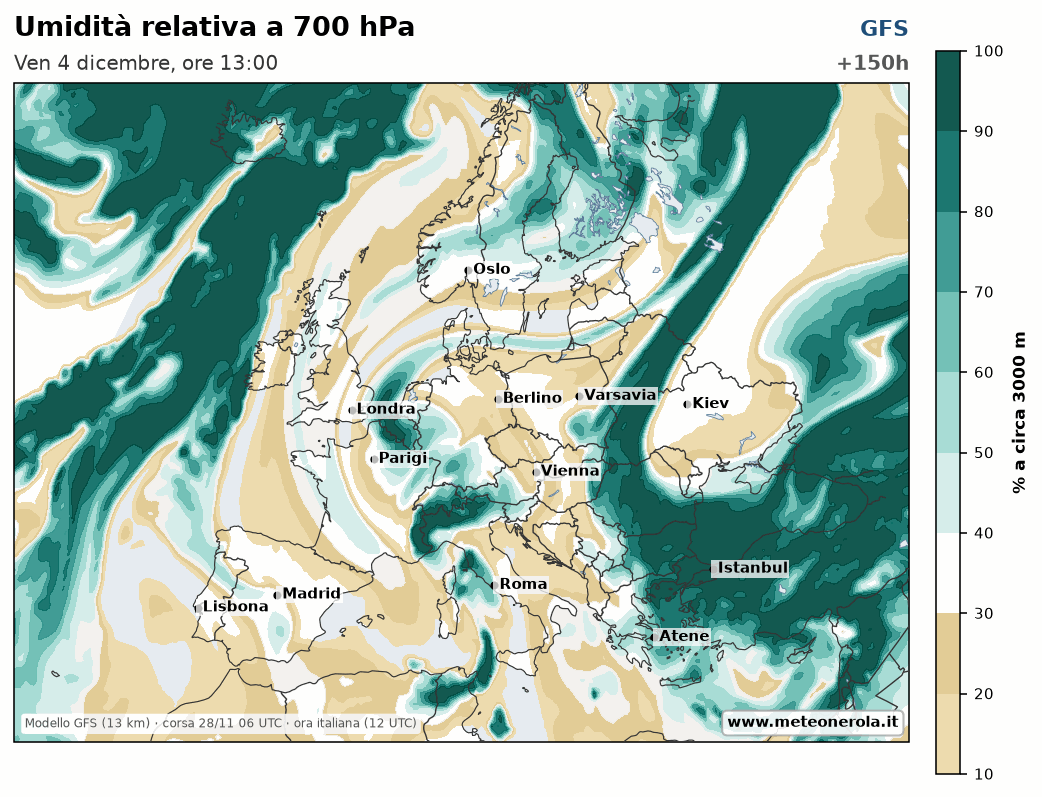 Umidità relativa a 700 hPa
GFS
Ven 4 dicembre, ore 13:00
+150h
100
90
80
70
60
50
40
30
20
10
% a circa 3000 m
Oslo
Berlino
Varsavia
Kiev
Londra
Parigi
Vienna
Istanbul
Roma
Madrid
Lisbona
Atene
Modello GFS (13 km) · corsa 28/11 06 UTC · ora italiana (12 UTC)
www.meteonerola.it